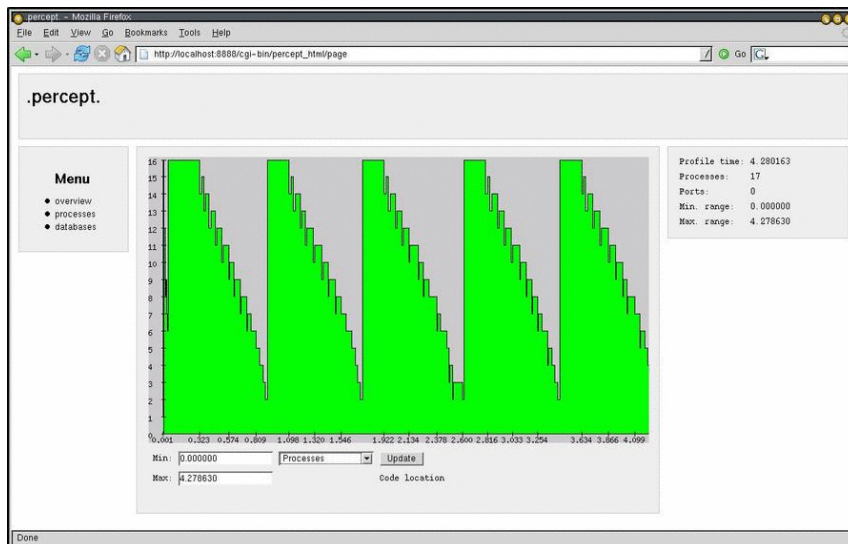 .percept. - Mozilla Firefox
File Edit View Go Bookmarks Tools Help
http://localhost:8888/cgi-bin/percept_html/page
Go
G
.percept.
Menu
overview
processes
databases
16
15
14
13
12
11
10
9
8
7
6
5
4
3
2
1
0
0.001 0.323 0.574 0.809 1.098 1.320 1.546 1.922 2.134 2.378 2.600 2.816 3.033 3.254 3.634 3.866 4.099
Min: 0.000000 Processes Update
Max: 4.278630 Code location
Profile time: 4.280163
Processes: 17
Ports: 0
Min. range: 0.000000
Max. range: 4.278630
Done